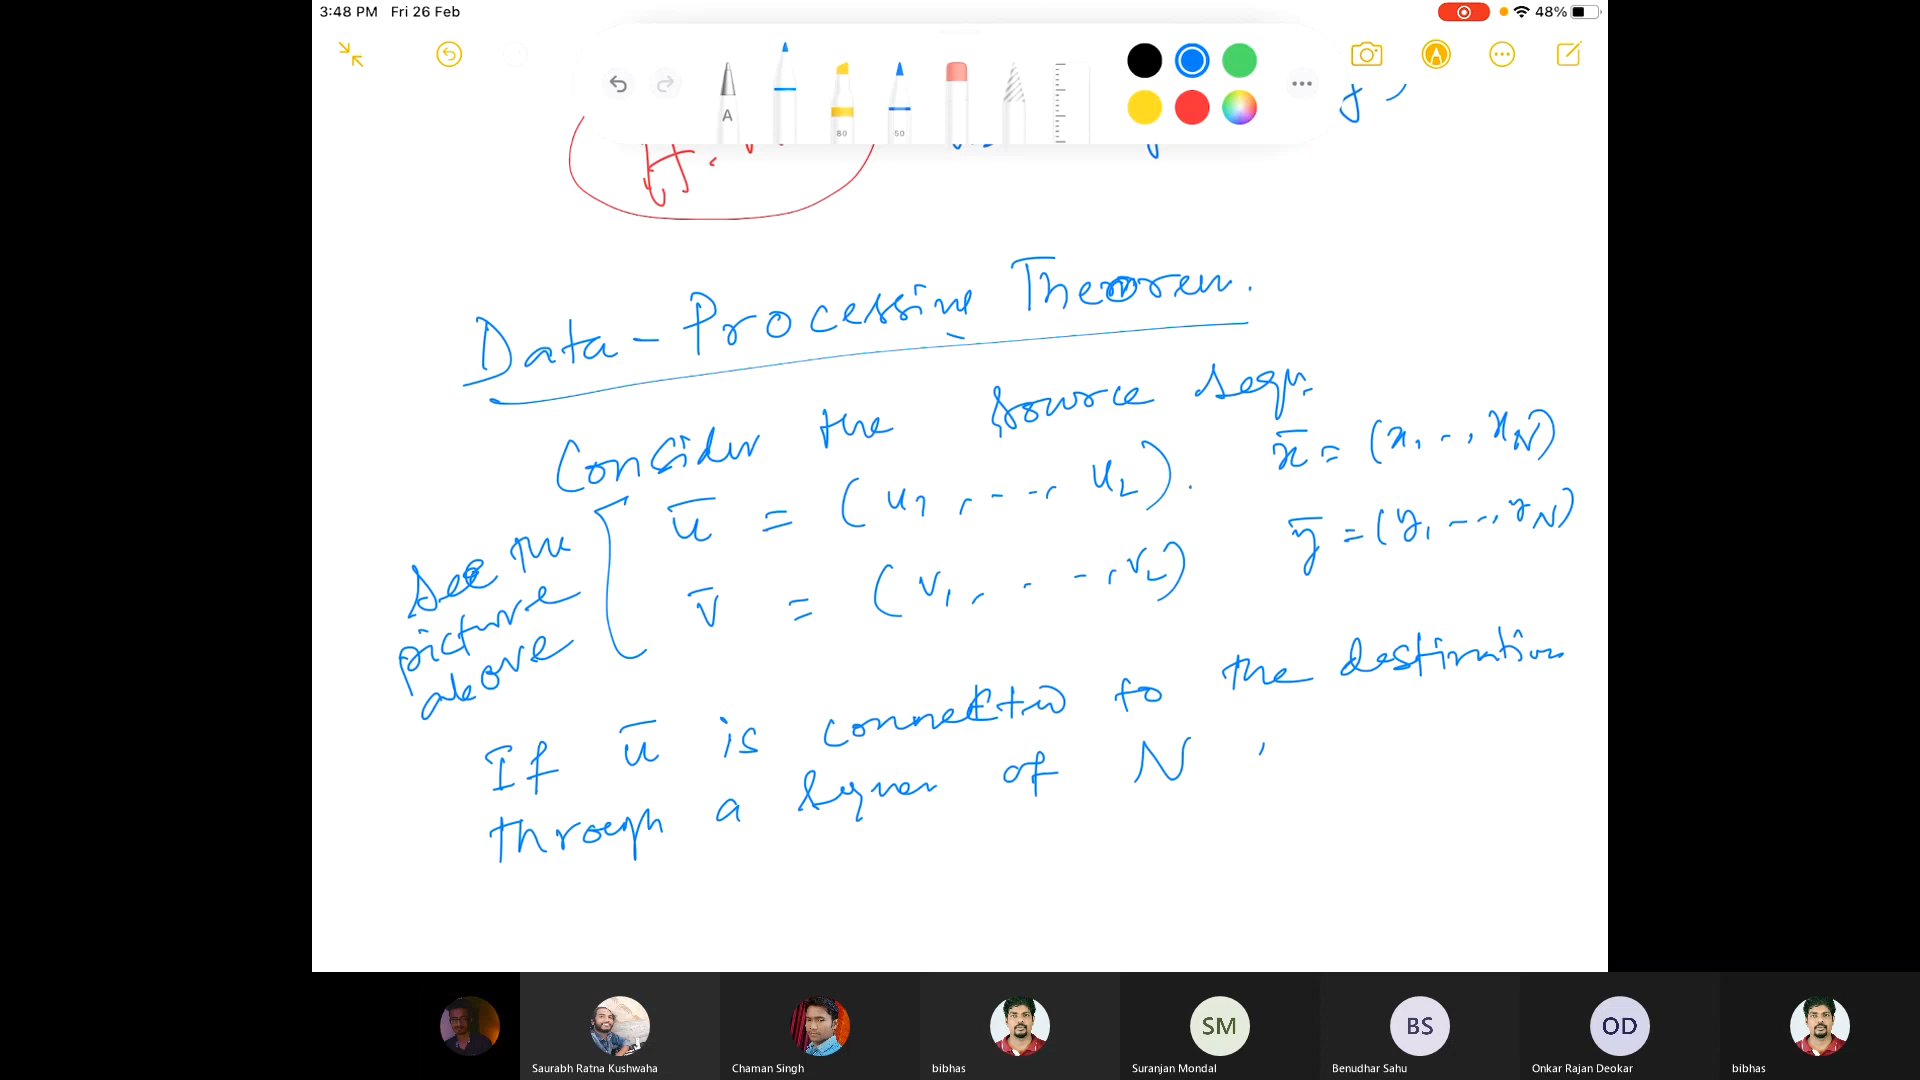 3:48 PM Fri 26 Feb
48%
A
80
50
Data - Processing Theorem.
Consider the source seqn.
ū = (u1, - - -, uL).
x̄ = (x1, - -, xN)
v̄ = (v1, - - -, vL)
ȳ = (y1, - - -, yN)
See the
picture
above
If ū is connected to the destination
through a of N
Saurabh Ratna Kushwaha
Chaman Singh
bibhas
SM
Suranjan Mondal
BS
Benudhar Sahu
OD
Onkar Rajan Deokar
bibhas